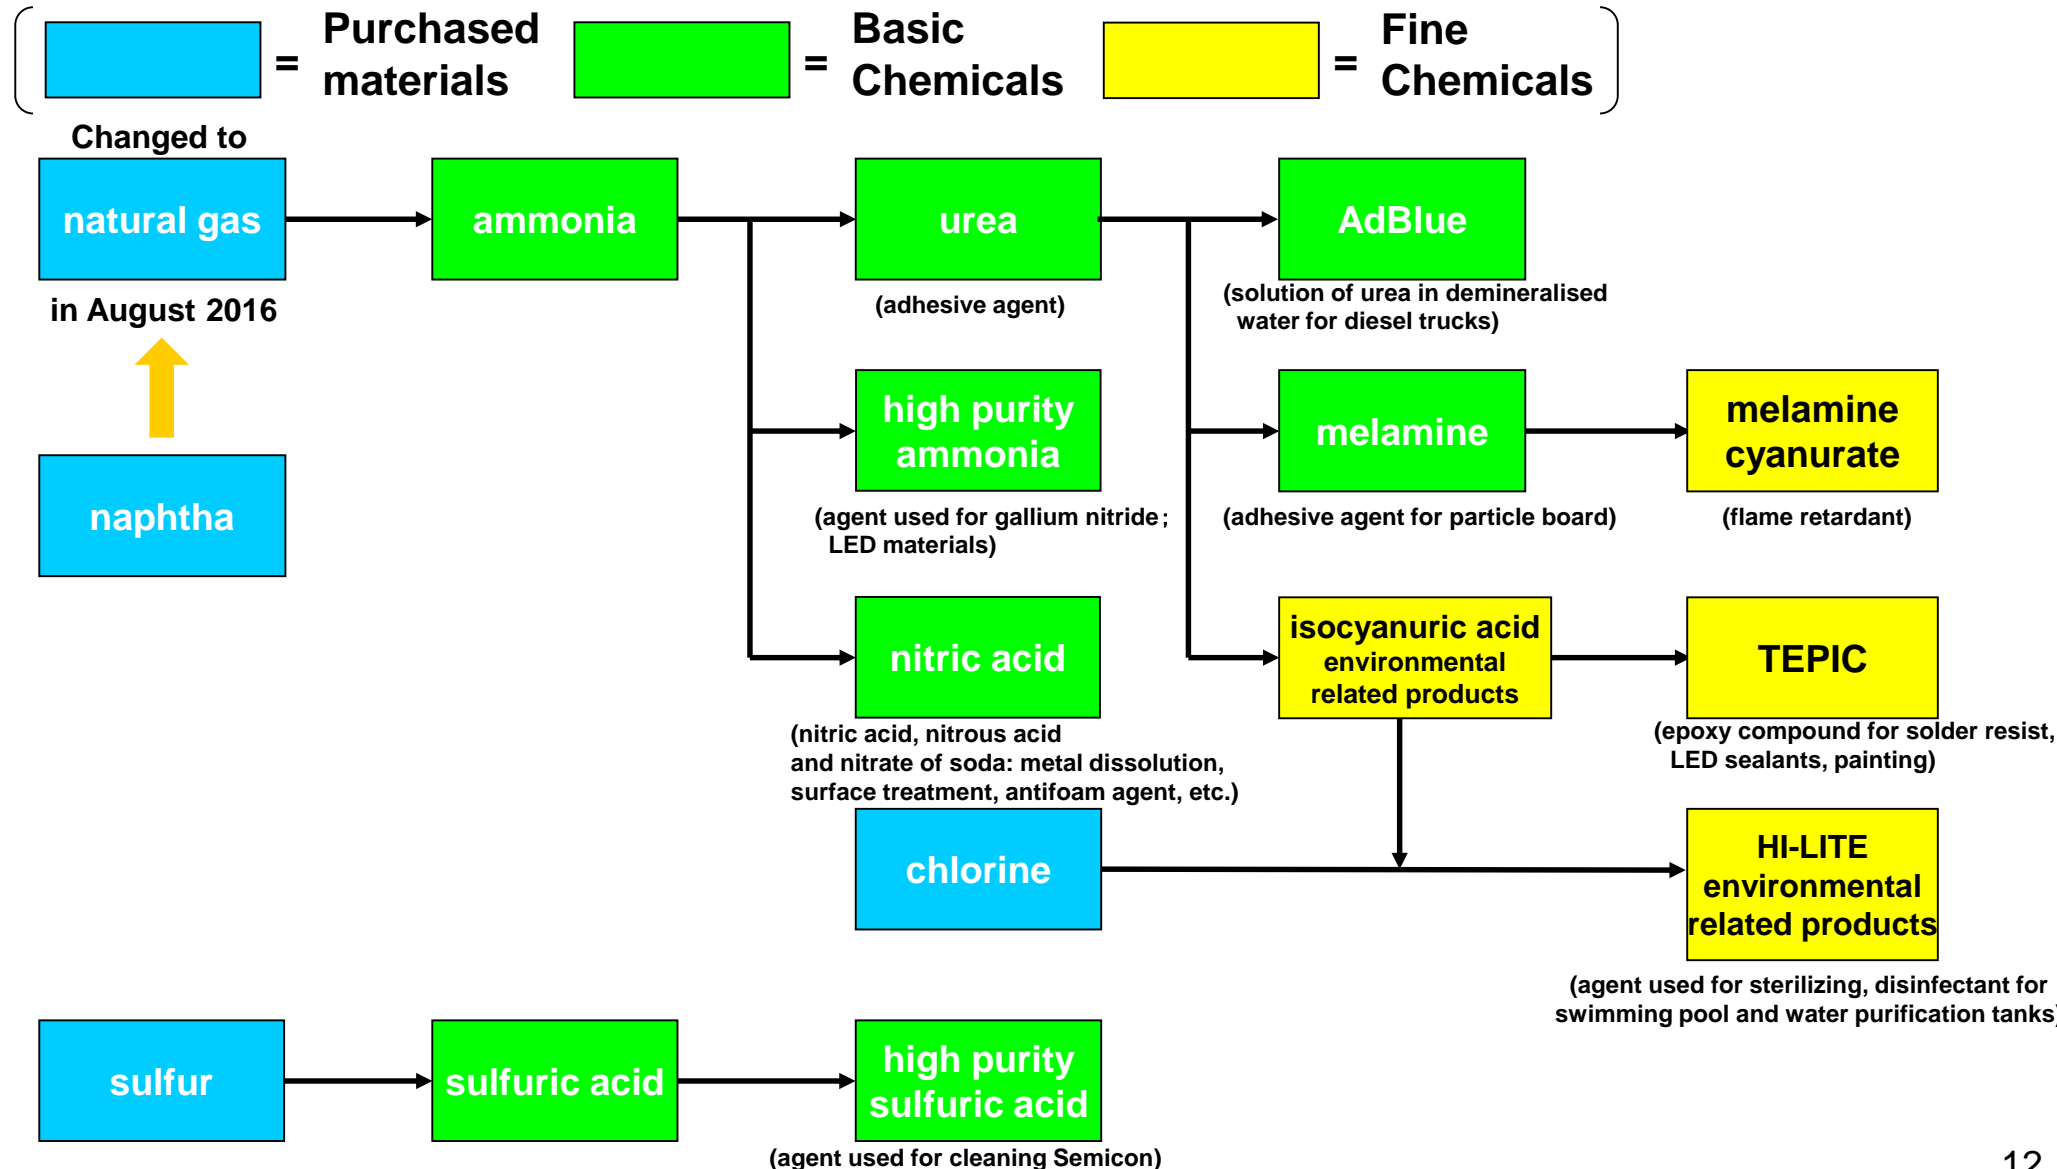 = Purchased materials
= Basic Chemicals
= Fine Chemicals
Changed to
natural gas
in August 2016
naphtha
ammonia
urea
(adhesive agent)
AdBlue
(solution of urea in demineralised
water for diesel trucks)
high purity
ammonia
(agent used for gallium nitride;
LED materials)
melamine
(adhesive agent for particle board)
melamine
cyanurate
(flame retardant)
nitric acid
(nitric acid, nitrous acid
and nitrate of soda: metal dissolution,
surface treatment, antifoam agent, etc.)
isocyanuric acid
environmental
related products
TEPIC
(epoxy compound for solder resist,
LED sealants, painting)
chlorine
HI-LITE
environmental
related products
(agent used for sterilizing, disinfectant for
swimming pool and water purification tanks)
sulfur
sulfuric acid
high purity
sulfuric acid
(agent used for cleaning Semicon)
12